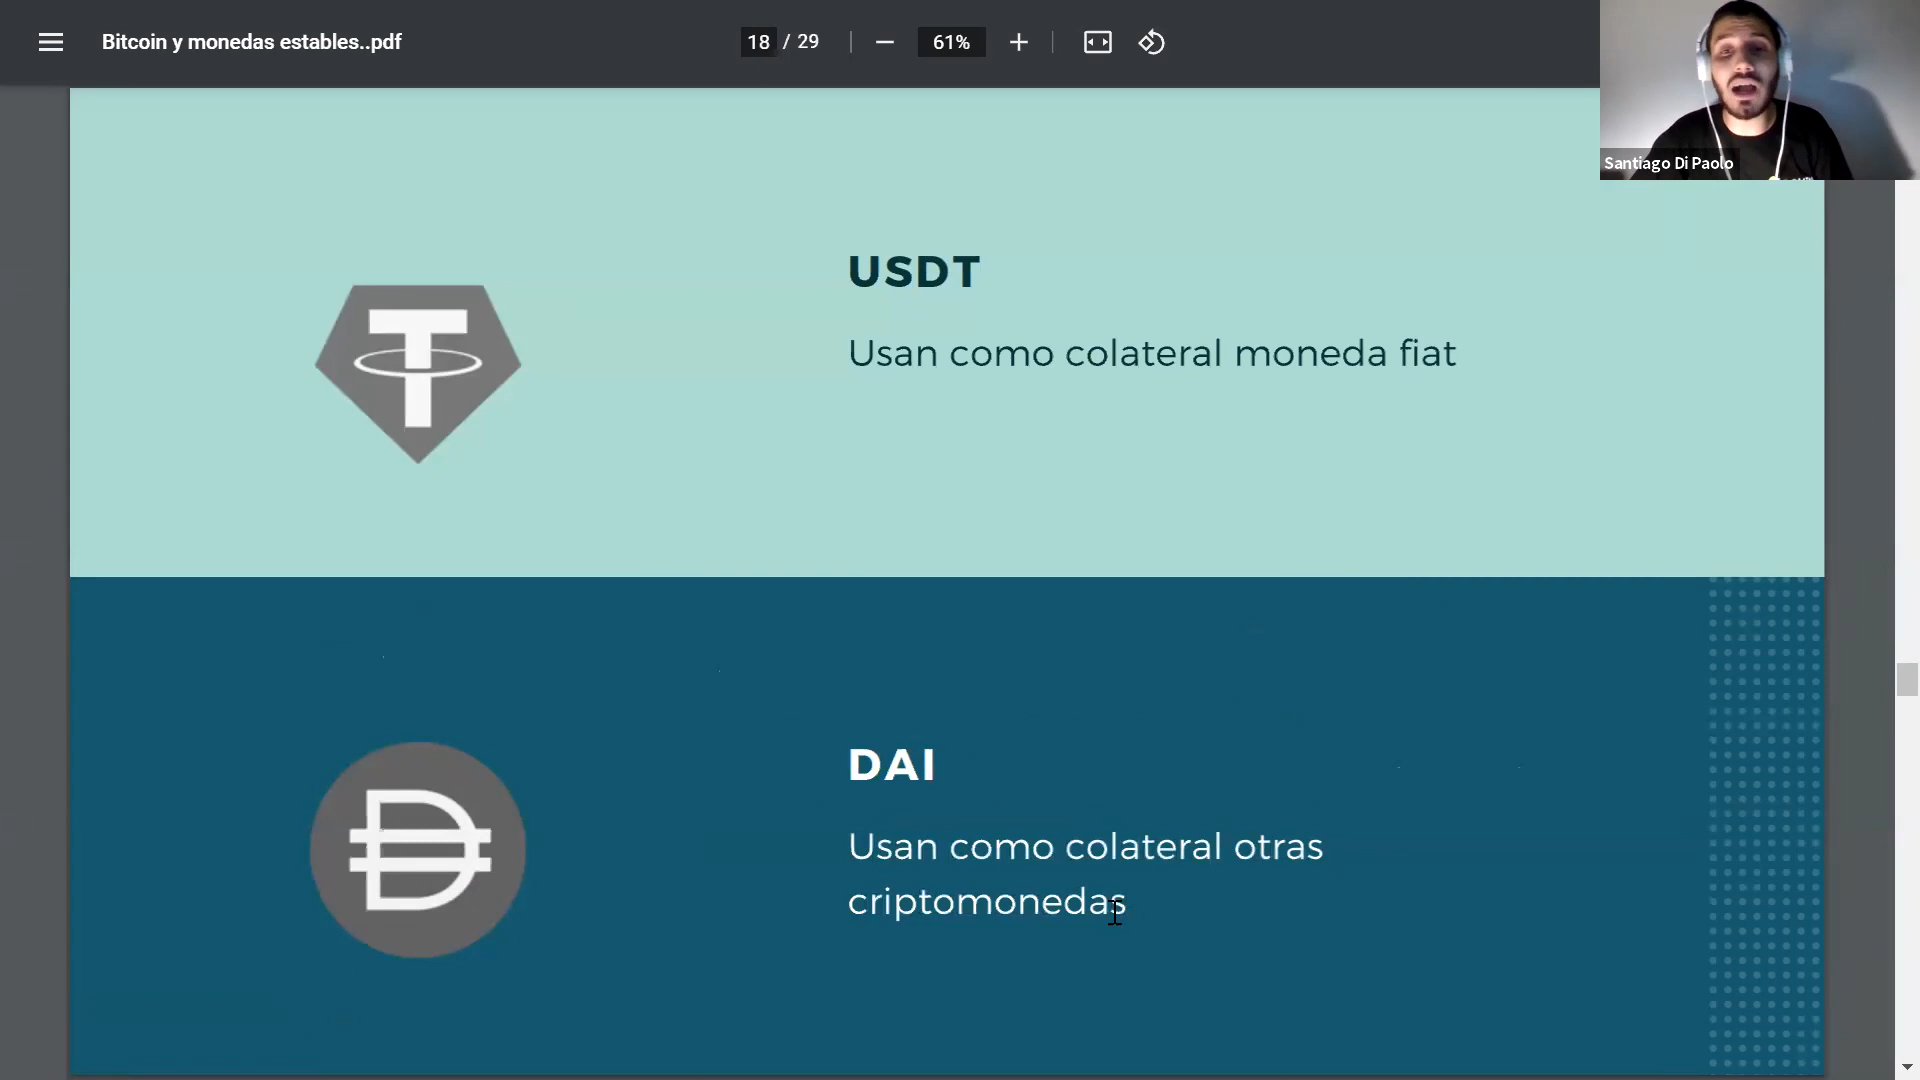 Bitcoin y monedas estables..pdf
18 / 29
61%
Santiago Di Paolo
USDT
Usan como colateral moneda fiat
DAI
Usan como colateral otras
criptomonedas